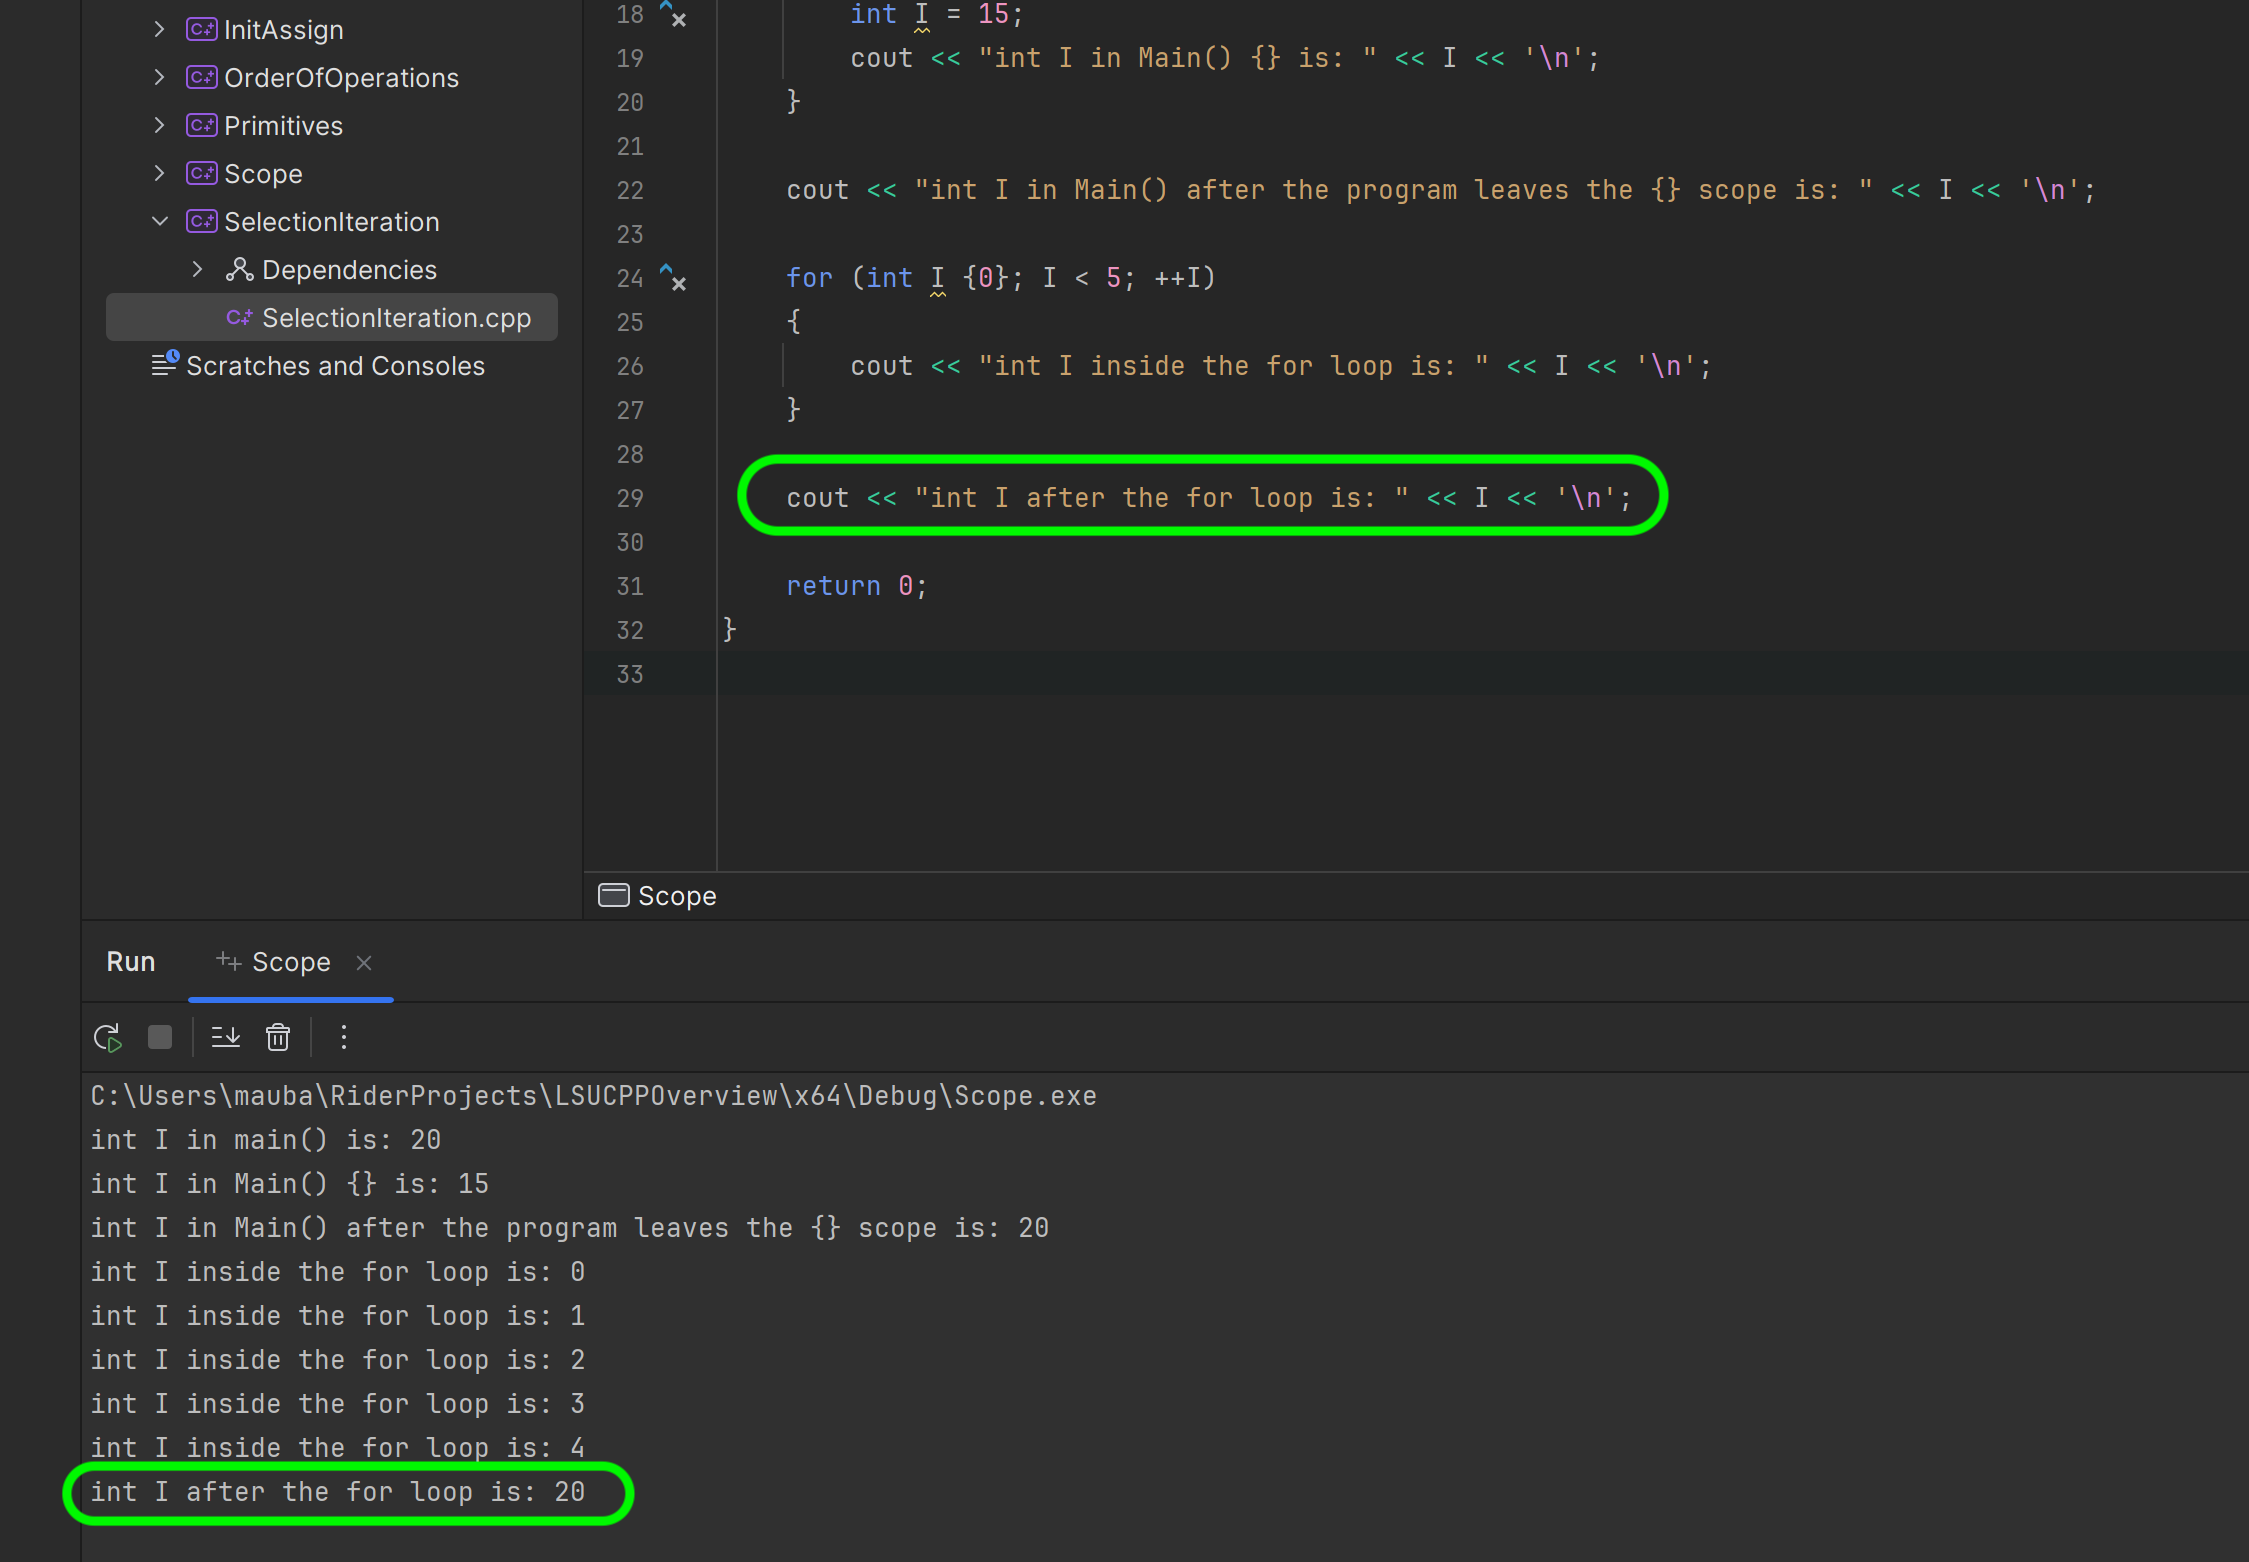 InitAssign
OrderOfOperations
Primitives
Scope
SelectionIteration
Dependencies
SelectionIteration.cpp
Scratches and Consoles
18 int I = 15;
19 cout << "int I in Main() {} is: " << I << '\n';
20 }
21
22 cout << "int I in Main() after the program leaves the {} scope is: " << I << '\n';
23
24 for (int I {0}; I < 5; ++I)
25 {
26 cout << "int I inside the for loop is: " << I << '\n';
27 }
28
29 cout << "int I after the for loop is: " << I << '\n';
30
31 return 0;
32 }
33
Scope
Run Scope
C:\Users\mauba\RiderProjects\LSUCPPOverview\x64\Debug\Scope.exe
int I in main() is: 20
int I in Main() {} is: 15
int I in Main() after the program leaves the {} scope is: 20
int I inside the for loop is: 0
int I inside the for loop is: 1
int I inside the for loop is: 2
int I inside the for loop is: 3
int I inside the for loop is: 4
int I after the for loop is: 20